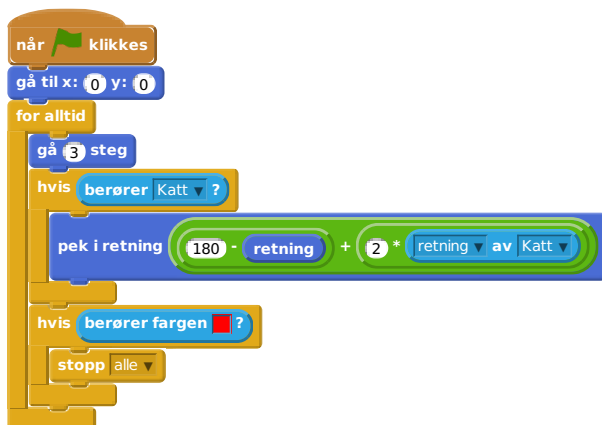 når klikkes
gå til x: 0 y: 0
for alltid
gå 3 steg
hvis berører Katt ?
pek i retning 180 - retning + 2 * retning av Katt
hvis berører fargen ?
stopp alle